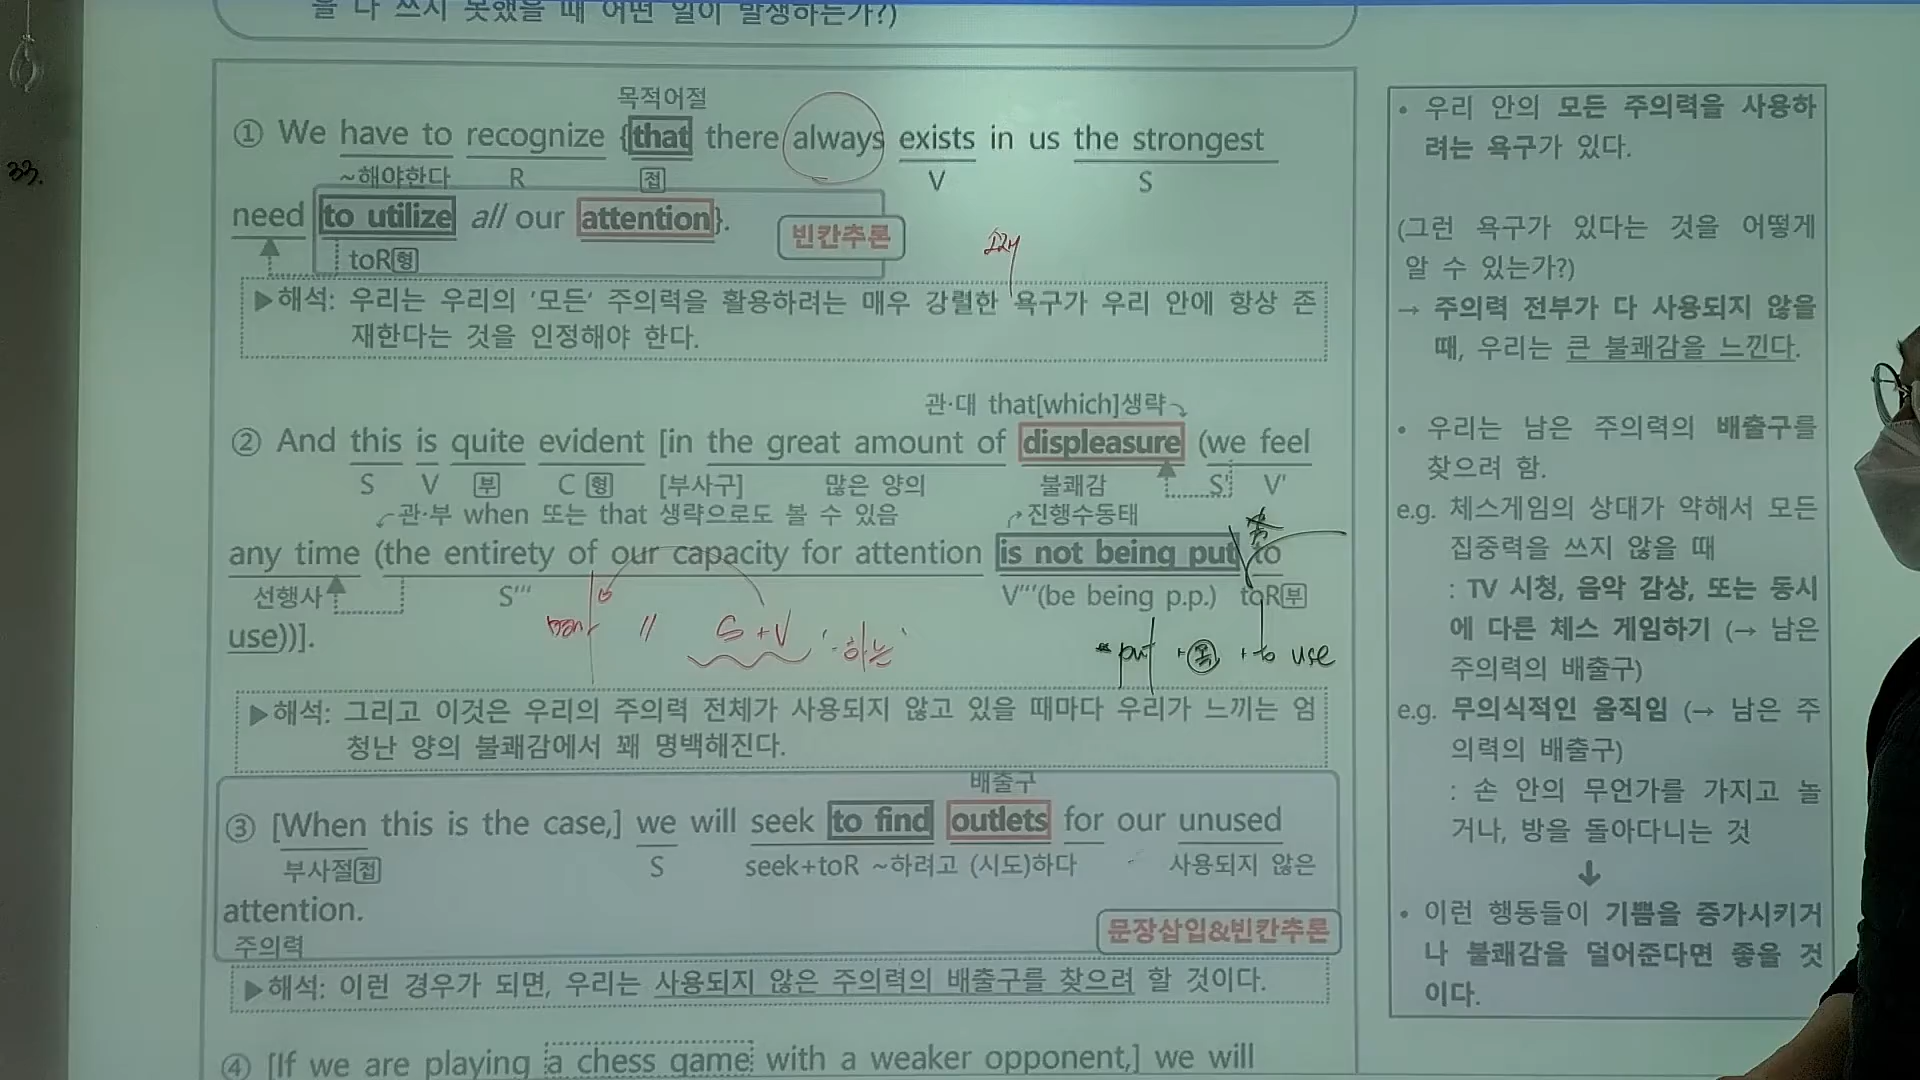 을 다 쓰지 못했을 때 어떤 일이 발생하는가?)
33.
목적어절
① We have to recognize {that there always exists in us the strongest
~해야한다 R 접 V S
need to utilize all our attention}.
빈칸추론
소재
toR형
▶해석: 우리는 우리의 '모든' 주의력을 활용하려는 매우 강렬한 욕구가 우리 안에 항상 존
재한다는 것을 인정해야 한다.
관·대 that[which]생략
② And this is quite evident [in the great amount of displeasure (we feel
S V 부 C 형 [부사구] 많은 양의 불쾌감 S' V'
관·부 when 또는 that 생략으로도 볼 수 있음 진행수동태
any time (the entirety of our capacity for attention is not being put to
선행사 S''' V'''(be being p.p.) toR부
use))].
when // S + V '~하는'
put + 목 + to use
▶해석: 그리고 이것은 우리의 주의력 전체가 사용되지 않고 있을 때마다 우리가 느끼는 엄
청난 양의 불쾌감에서 꽤 명백해진다.
배출구
③ [When this is the case,] we will seek to find outlets for our unused
부사절접 S seek+toR ~하려고 (시도)하다 사용되지 않은
attention.
주의력
문장삽입&빈칸추론
▶해석: 이런 경우가 되면, 우리는 사용되지 않은 주의력의 배출구를 찾으려 할 것이다.
④ [If we are playing a chess game with a weaker opponent,] we will
• 우리 안의 모든 주의력을 사용하
려는 욕구가 있다.
(그런 욕구가 있다는 것을 어떻게
알 수 있는가?)
→ 주의력 전부가 다 사용되지 않을
때, 우리는 큰 불쾌감을 느낀다.
• 우리는 남은 주의력의 배출구를
찾으려 함.
e.g. 체스게임의 상대가 약해서 모든
집중력을 쓰지 않을 때
: TV 시청, 음악 감상, 또는 동시
에 다른 체스 게임하기 (→ 남은
주의력의 배출구)
e.g. 무의식적인 움직임 (→ 남은 주
의력의 배출구)
: 손 안의 무언가를 가지고 놀
거나, 방을 돌아다니는 것
↓
• 이런 행동들이 기쁨을 증가시키거
나 불쾌감을 덜어준다면 좋을 것
이다.